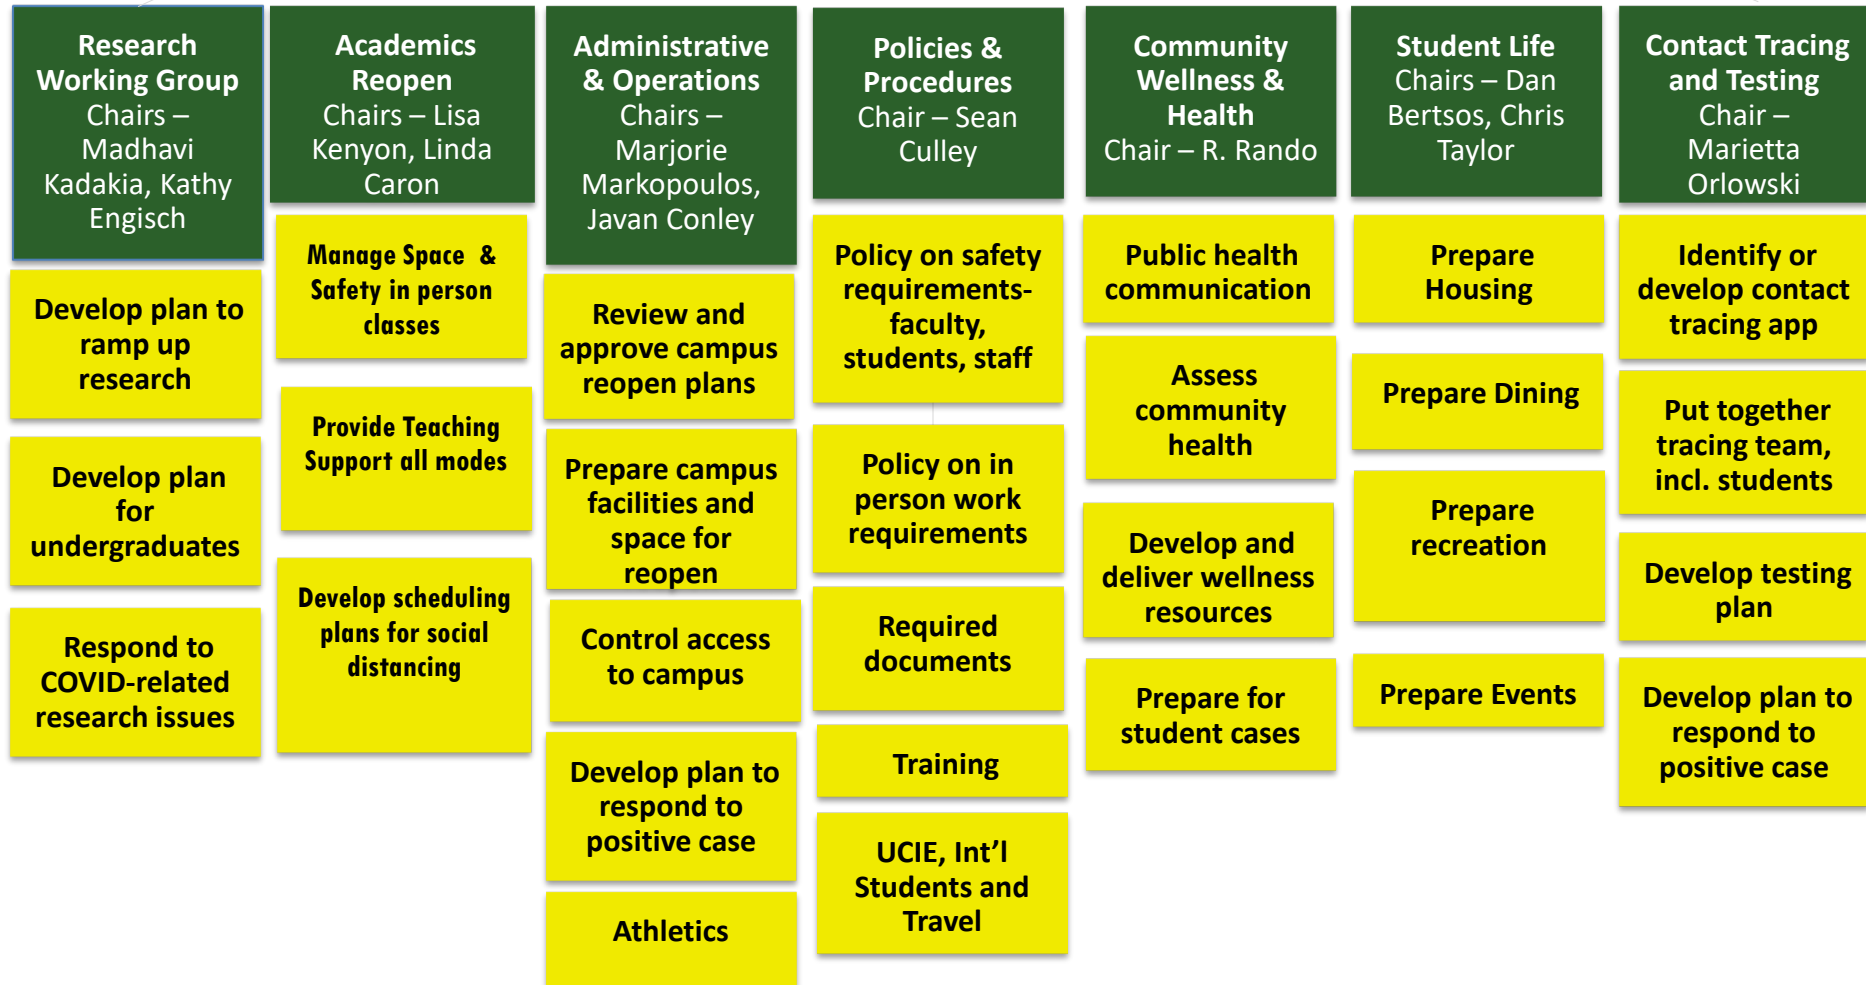 Research
Working Group
Chairs –
Madhavi
Kadakia, Kathy
Engisch
Develop plan to
ramp up
research
Develop plan
for
undergraduates
Respond to
COVID-related
research issues
Academics
Reopen
Chairs – Lisa
Kenyon, Linda
Caron
Manage Space &
Safety in person
classes
Provide Teaching
Support all modes
Develop scheduling
plans for social
distancing
Administrative
& Operations
Chairs –
Marjorie
Markopoulos,
Javan Conley
Review and
approve campus
reopen plans
Prepare campus
facilities and
space for
reopen
Control access
to campus
Develop plan to
respond to
positive case
Athletics
Policies &
Procedures
Chair – Sean
Culley
Policy on safety
requirements-
faculty,
students, staff
Policy on in
person work
requirements
Required
documents
Training
UCIE, Int’l
Students and
Travel
Community
Wellness &
Health
Chair – R. Rando
Public health
communication
Assess
community
health
Develop and
deliver wellness
resources
Prepare for
student cases
Student Life
Chairs – Dan
Bertsos, Chris
Taylor
Prepare
Housing
Prepare Dining
Prepare
recreation
Prepare Events
Contact Tracing
and Testing
Chair –
Marietta
Orlowski
Identify or
develop contact
tracing app
Put together
tracing team,
incl. students
Develop testing
plan
Develop plan to
respond to
positive case